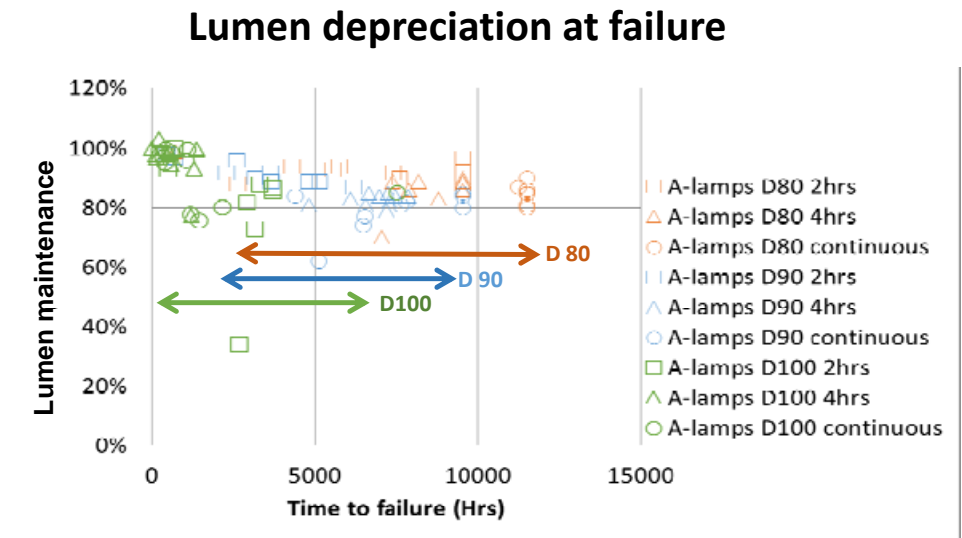 Lumen depreciation at failure
120%
100%
80%
60%
40%
20%
0%
Lumen maintenance
0
5000
10000
15000
Time to failure (Hrs)
D 80
D 90
D100
A-lamps D80 2hrs
A-lamps D80 4hrs
A-lamps D80 continuous
A-lamps D90 2hrs
A-lamps D90 4hrs
A-lamps D90 continuous
A-lamps D100 2hrs
A-lamps D100 4hrs
A-lamps D100 continuous